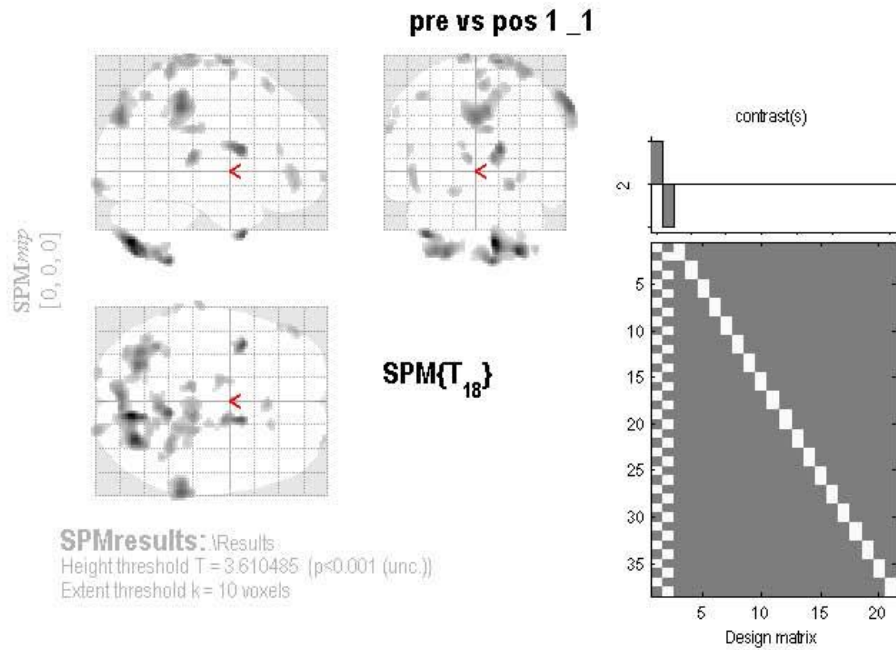 pre vs pos 1 _1
contrast(s)
2
SPMmip
[0, 0, 0]
<
<
<
SPM{T18}
5
10
15
20
25
30
35
5 10 15 20
Design matrix
SPMresults: .\Results
Height threshold T = 3.610485 (p<0.001 (unc.))
Extent threshold k = 10 voxels